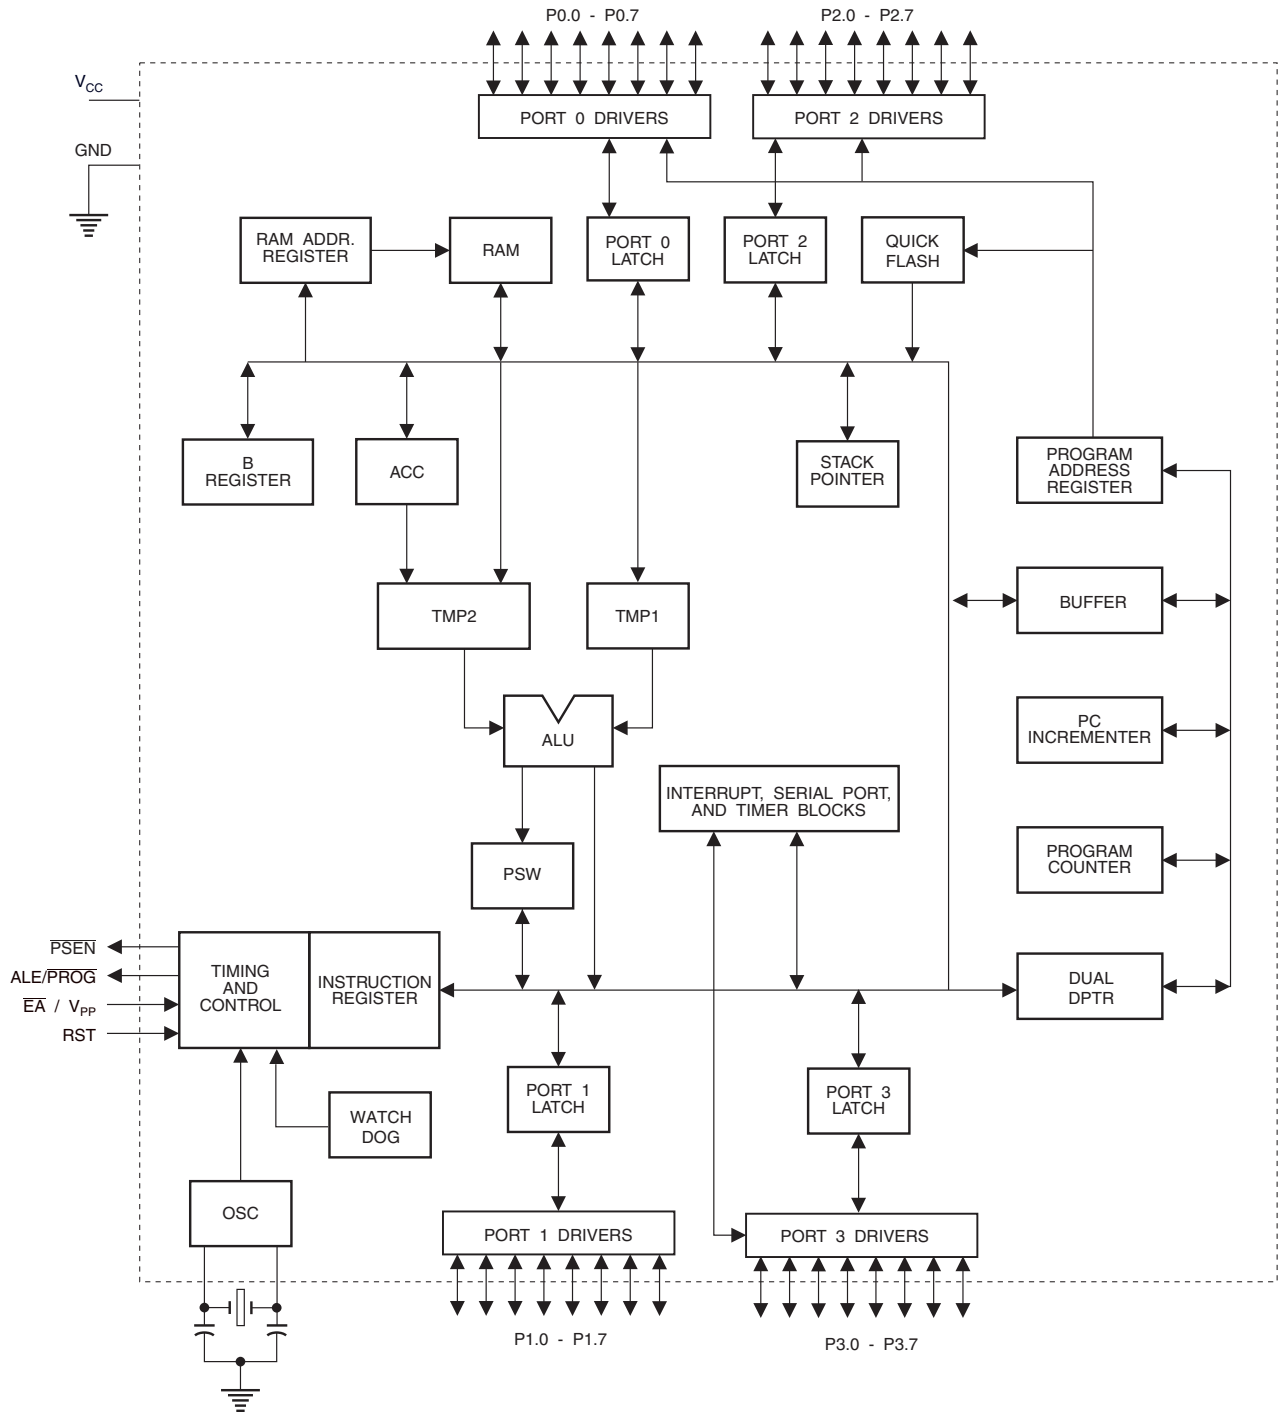 P0.0 - P0.7
P2.0 - P2.7
VCC
PORT 0 DRIVERS
PORT 2 DRIVERS
GND
RAM ADDR.
REGISTER
RAM
PORT 0
LATCH
PORT 2
LATCH
QUICK
FLASH
B
REGISTER
ACC
STACK
POINTER
PROGRAM
ADDRESS
REGISTER
BUFFER
TMP2
TMP1
PC
INCREMENTER
ALU
INTERRUPT, SERIAL PORT,
AND TIMER BLOCKS
PROGRAM
COUNTER
PSW
PSEN
ALE/PROG
EA / VPP
RST
TIMING
AND
CONTROL
INSTRUCTION
REGISTER
DUAL
DPTR
PORT 1
LATCH
PORT 3
LATCH
WATCH
DOG
OSC
PORT 1 DRIVERS
PORT 3 DRIVERS
P1.0 - P1.7
P3.0 - P3.7